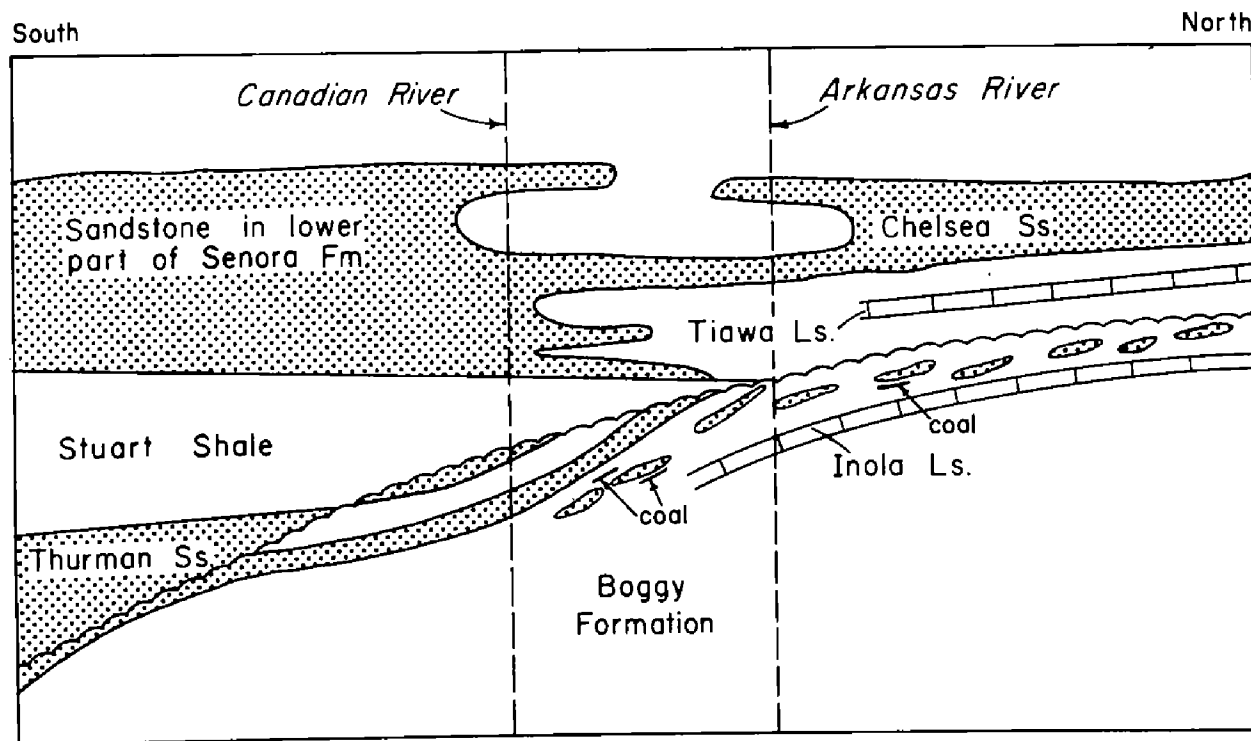 South
North
Canadian River
Arkansas River
Sandstone in lower
part of Senora Fm.
Chelsea Ss.
Tiawa Ls.
Stuart Shale
coal
Inola Ls.
coal
Thurman Ss.
Boggy
Formation